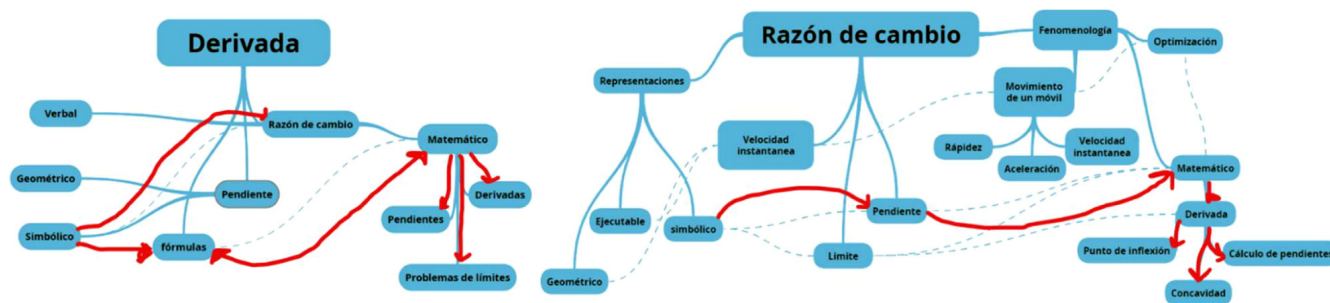 Derivada
Verbal
Razón de cambio
Matemático
Geométrico
Pendiente
Derivadas
Pendientes
Simbólico
fórmulas
Problemas de límites
Razón de cambio
Fenomenología
Optimización
Representaciones
Movimiento
de un móvil
Velocidad
instantanea
Rápidez
Velocidad
instantanea
Aceleración
Matemático
Ejecutable
simbólico
Pendiente
Derivada
Limite
Punto de inflexión
Cálculo de pendientes
Geométrico
Concavidad